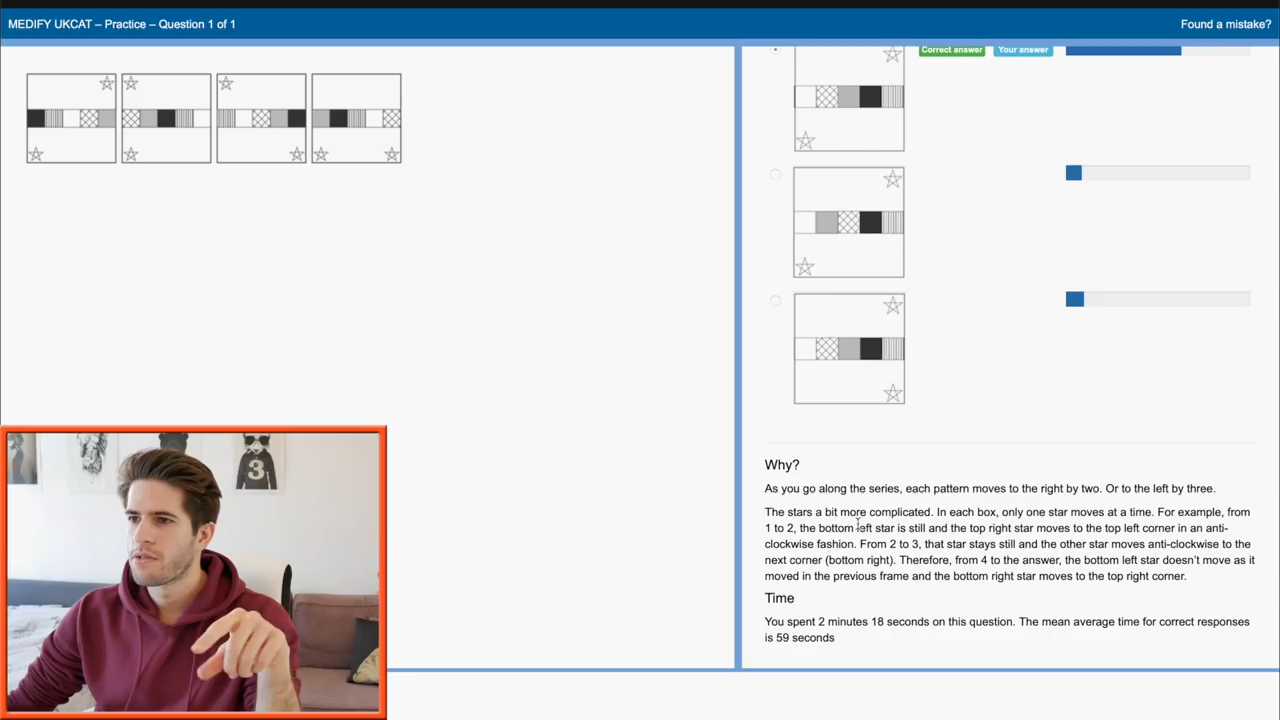 MEDIFY UKCAT – Practice – Question 1 of 1
Found a mistake?
Correct answer
Your answer
Why?
As you go along the series, each pattern moves to the right by two. Or to the left by three.
The stars a bit more complicated. In each box, only one star moves at a time. For example, from
1 to 2, the bottom left star is still and the top right star moves to the top left corner in an anti-
clockwise fashion. From 2 to 3, that star stays still and the other star moves anti-clockwise to the
next corner (bottom right). Therefore, from 4 to the answer, the bottom left star doesn't move as it
moved in the previous frame and the bottom right star moves to the top right corner.
Time
You spent 2 minutes 18 seconds on this question. The mean average time for correct responses
is 59 seconds
3